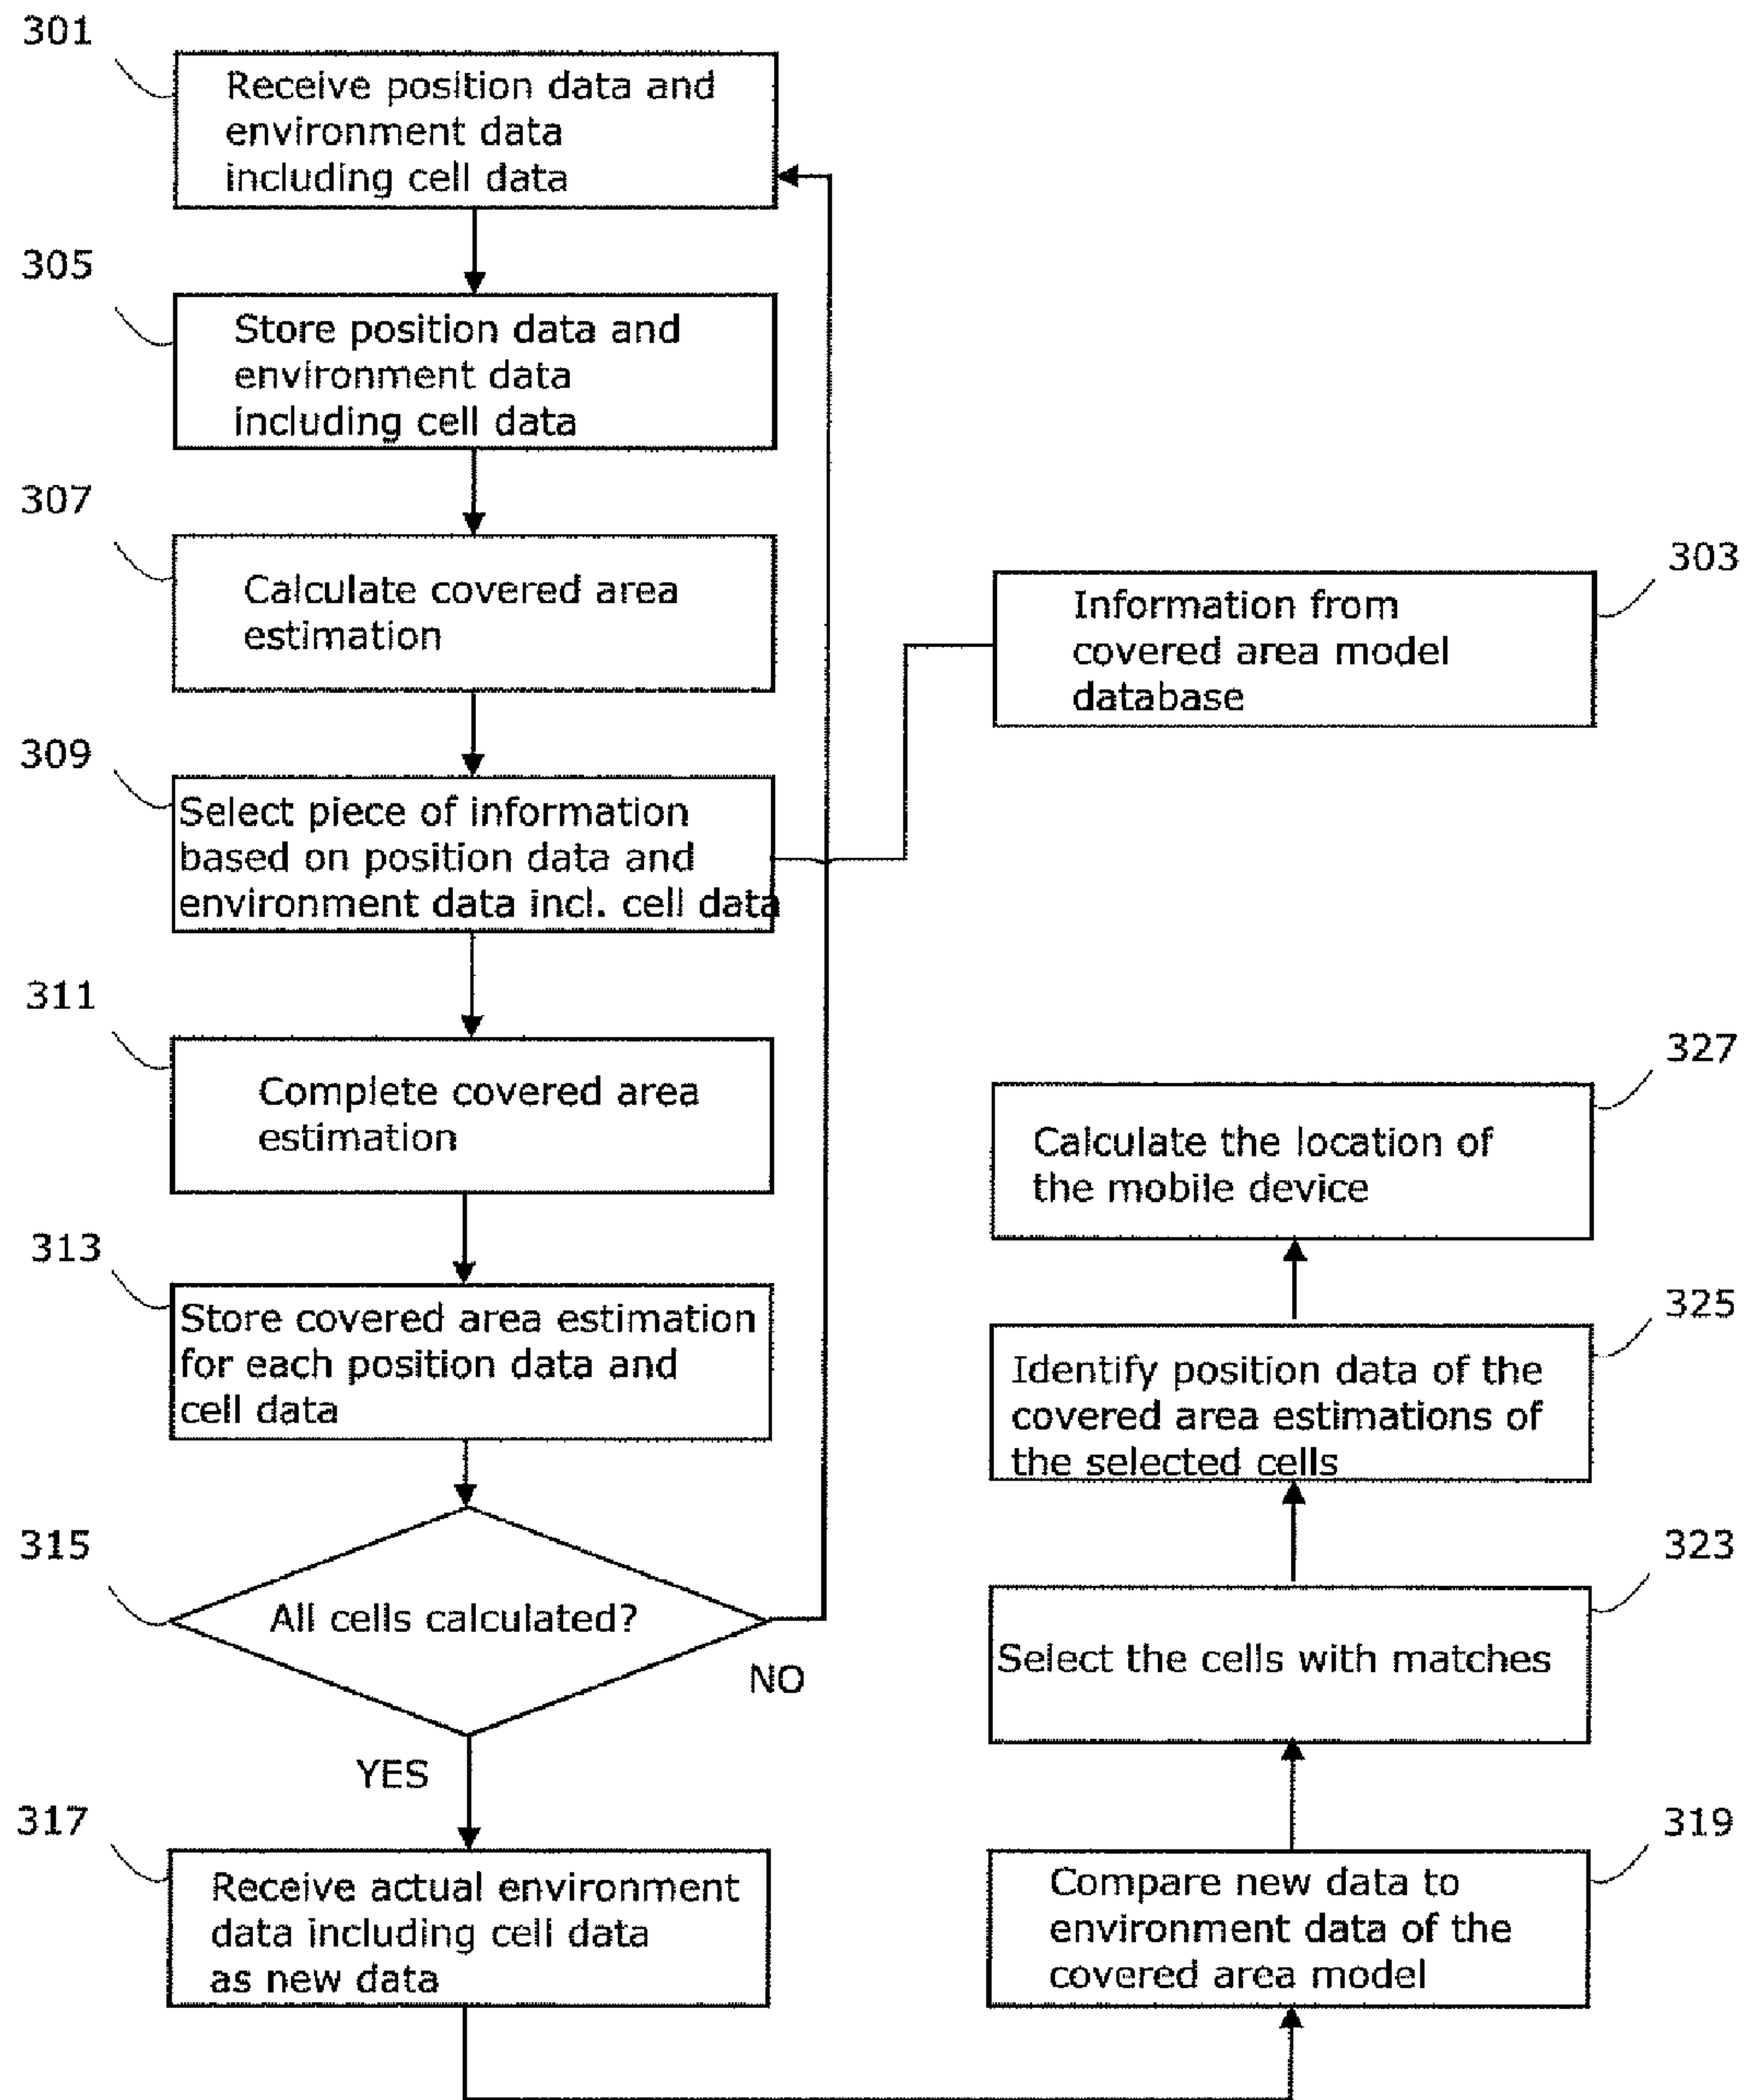 301
Receive position data and
environment data
including cell data
305
Store position data and
environment data
including cell data
307
Calculate covered area
estimation
303
Information from
covered area model
database
309
Select piece of information
based on position data and
environment data incl. cell data
311
Complete covered area
estimation
313
Store covered area estimation
for each position data and
cell data
315
All cells calculated?
NO
YES
317
Receive actual environment
data including cell data
as new data
319
Compare new data to
environment data of the
covered area model
323
Select the cells with matches
325
Identify position data of the
covered area estimations of
the selected cells
327
Calculate the location of
the mobile device